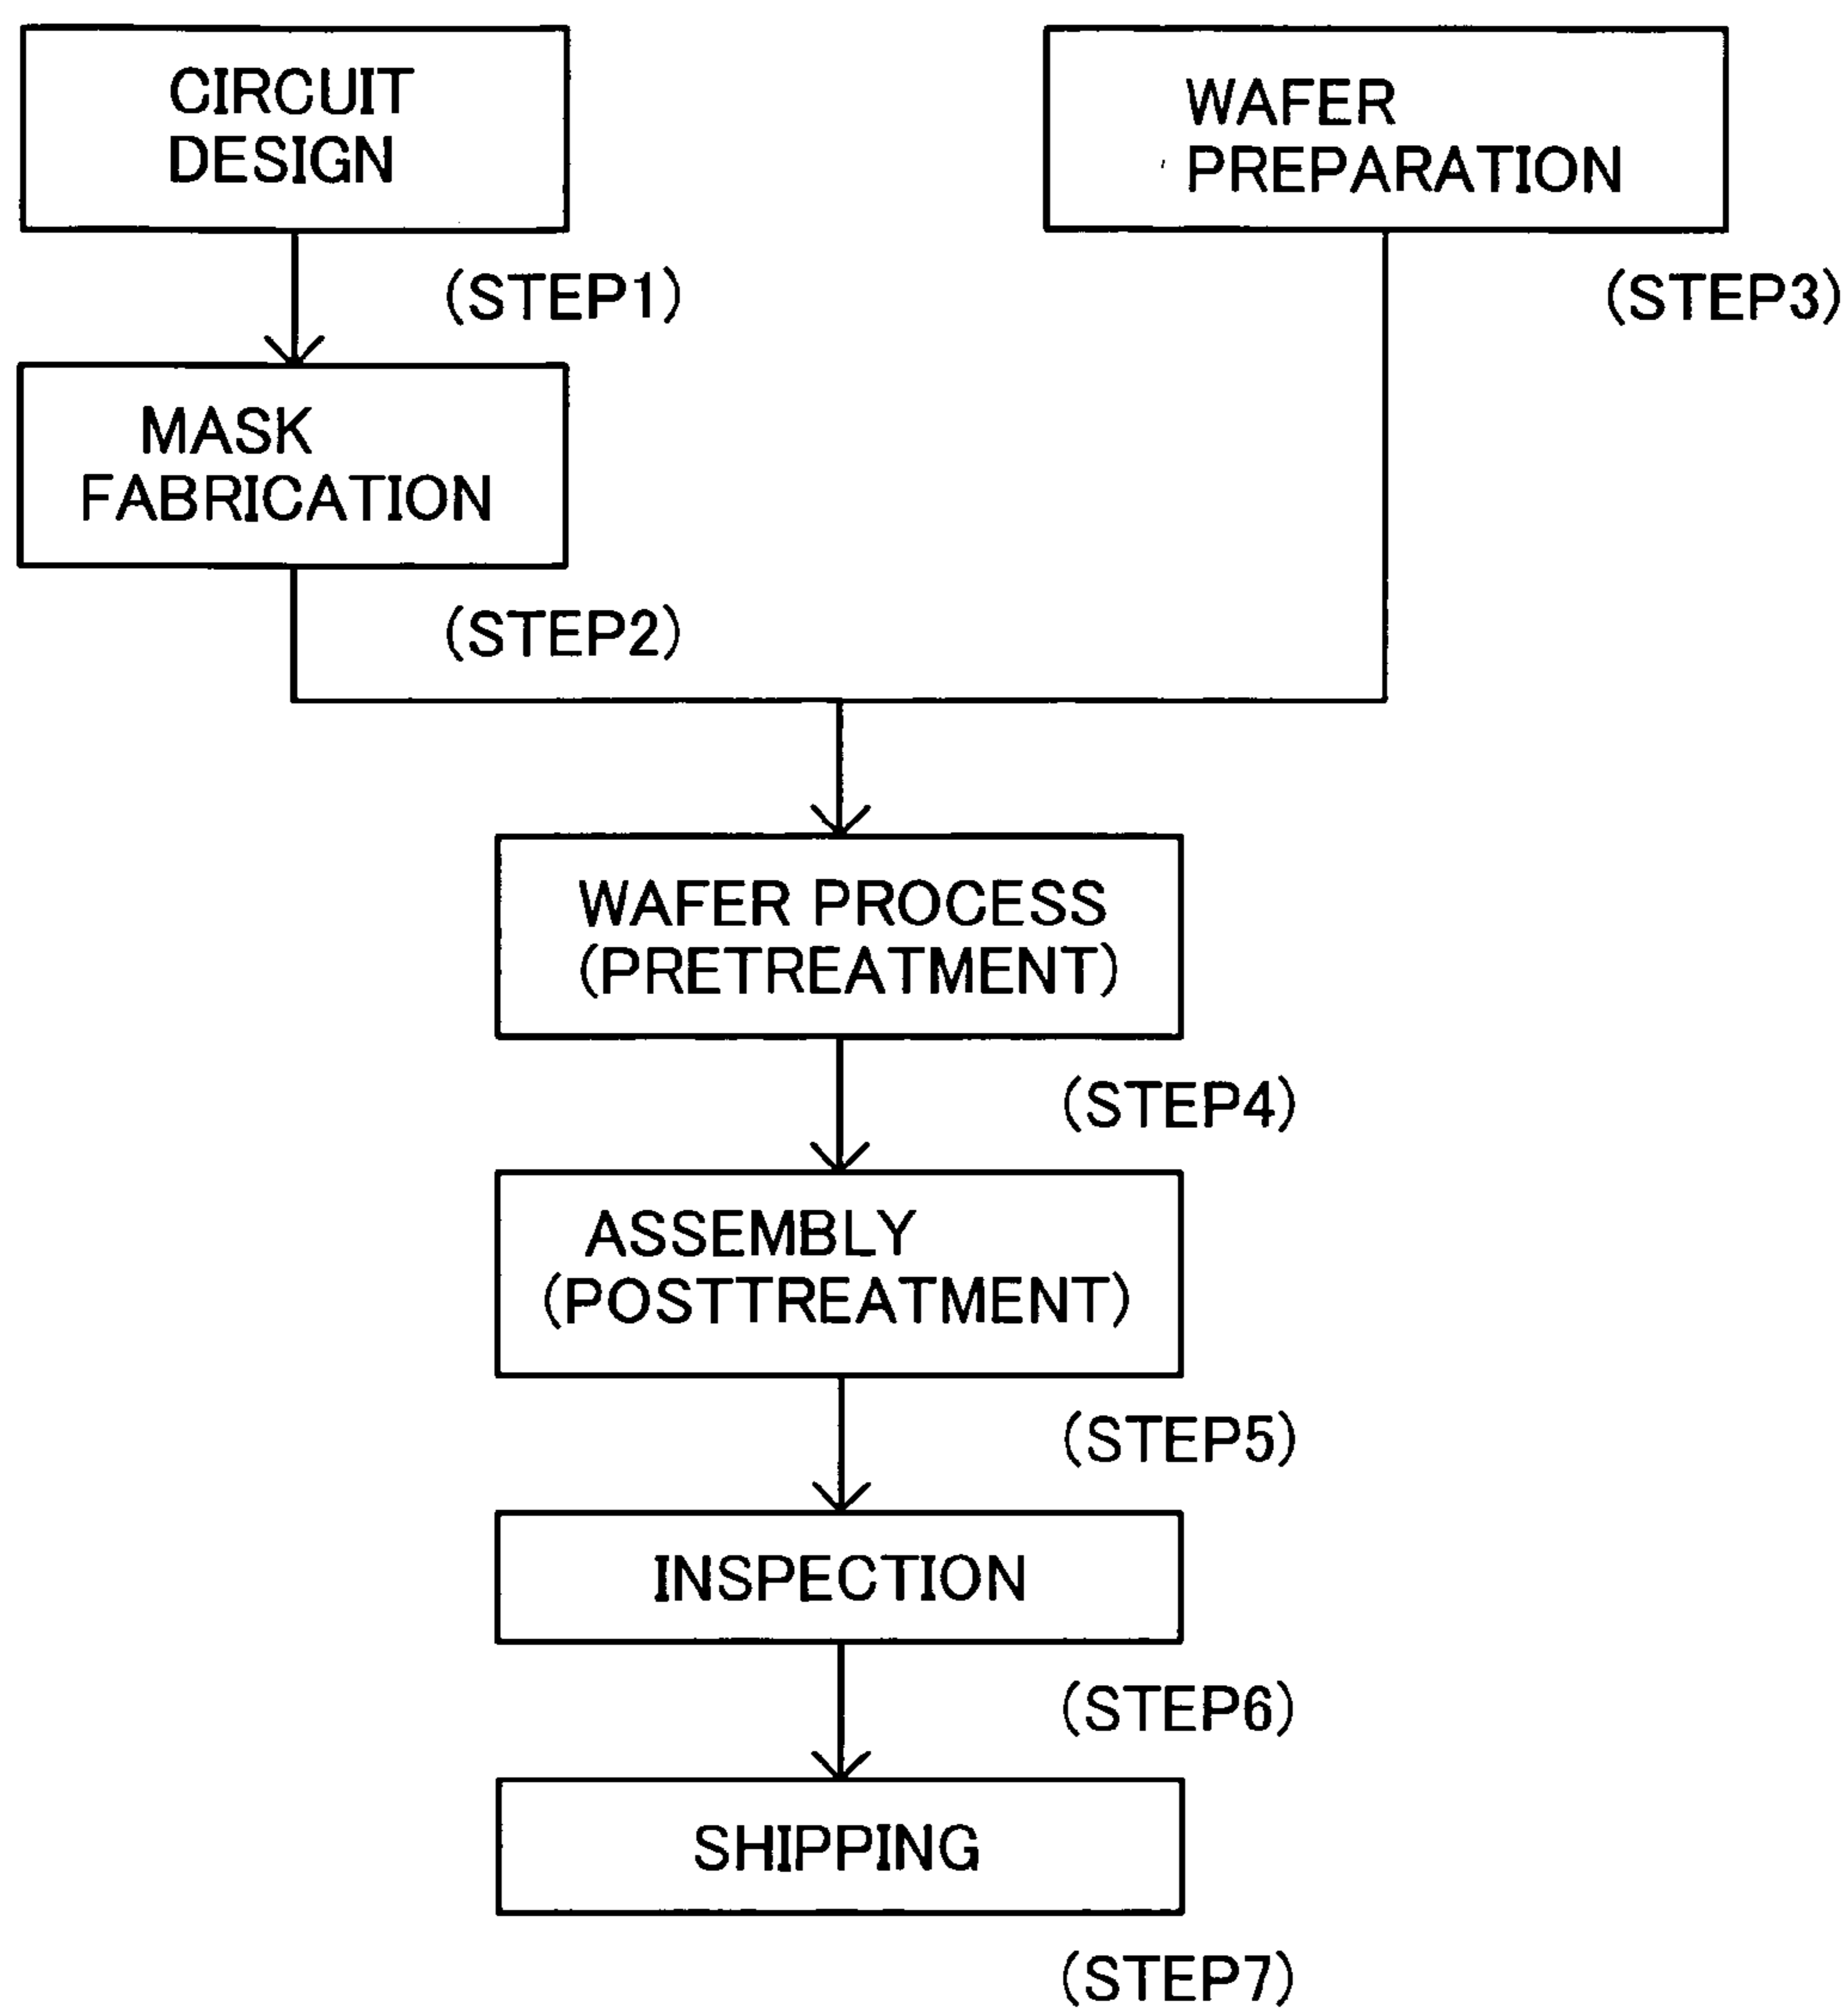 CIRCUIT
DESIGN
(STEP1)
MASK
FABRICATION
(STEP2)
WAFER
PREPARATION
(STEP3)
WAFER PROCESS
(PRETREATMENT)
(STEP4)
ASSEMBLY
(POSTTREATMENT)
(STEP5)
INSPECTION
(STEP6)
SHIPPING
(STEP7)